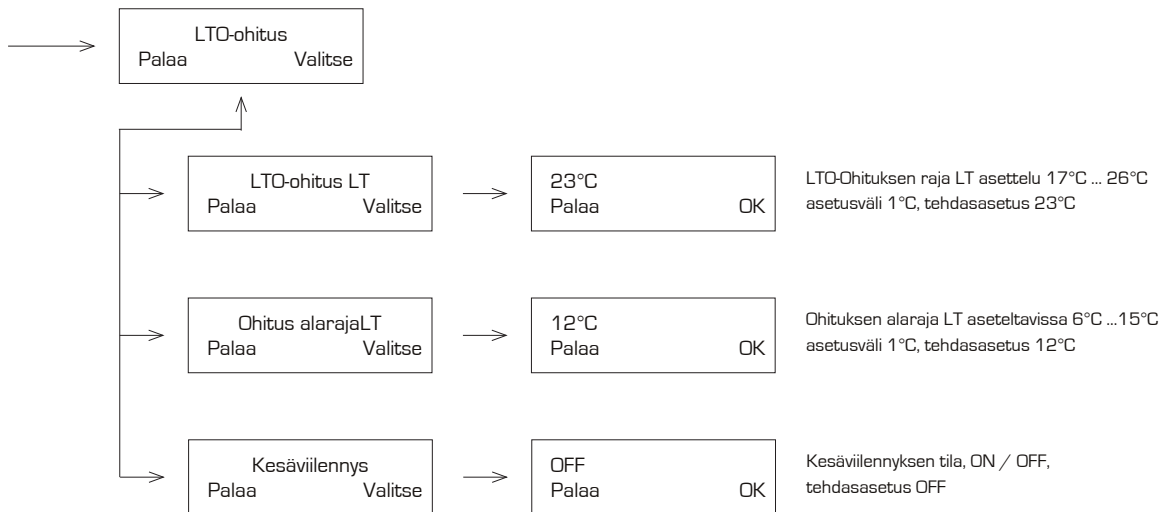 LTO-ohitus
Palaa Valitse
LTO-ohitus LT
Palaa Valitse
23°C
Palaa OK
LTO-Ohituksen raja LT asettelu 17°C ... 26°C
asetusväli 1°C, tehdasasetus 23°C
Ohitus alarajaLT
Palaa Valitse
12°C
Palaa OK
Ohituksen alaraja LT aseteltavissa 6°C ...15°C
asetusväli 1°C, tehdasasetus 12°C
Kesäviilennys
Palaa Valitse
OFF
Palaa OK
Kesäviilennyksen tila, ON / OFF,
tehdasasetus OFF